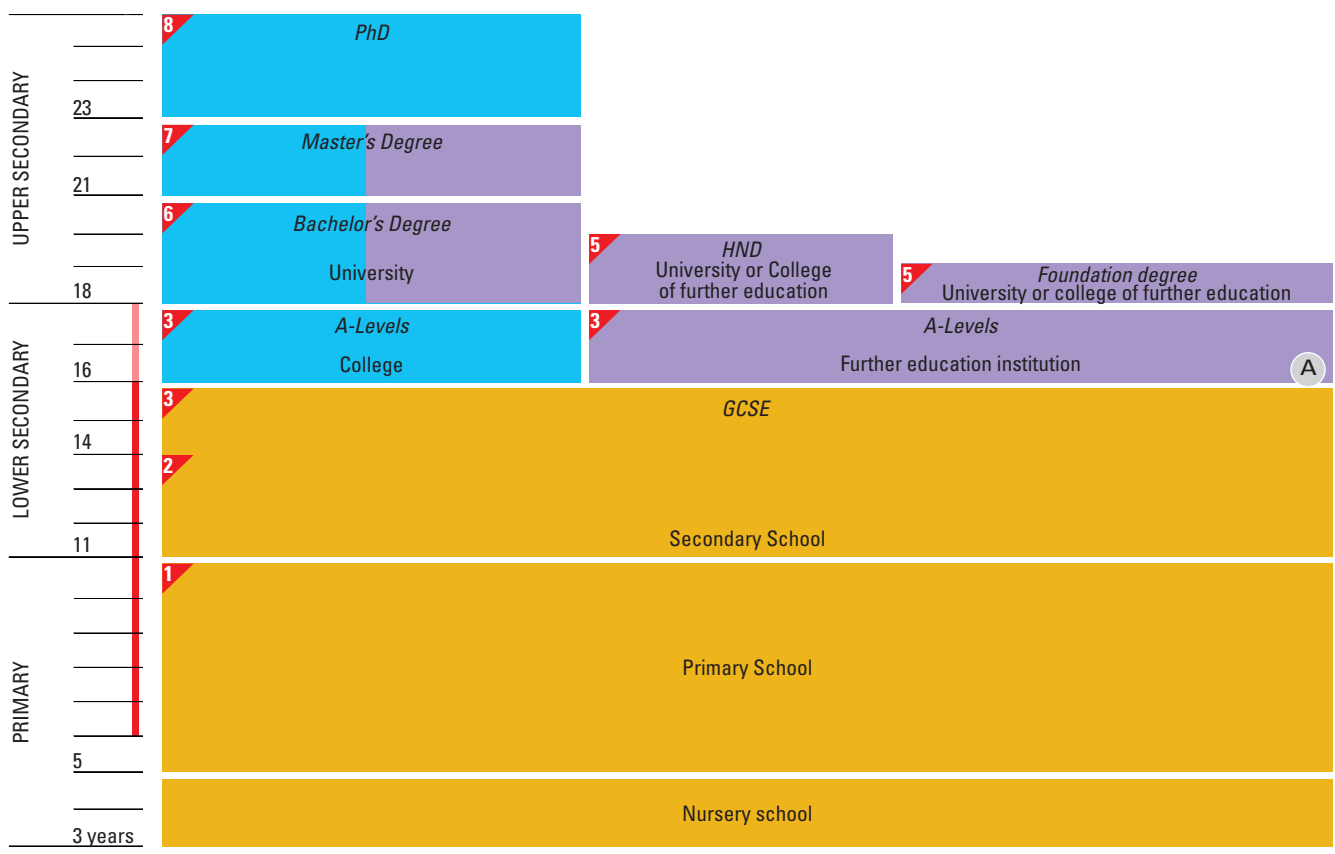 UPPER SECONDARY
LOWER SECONDARY
PRIMARY
23
21
18
16
14
11
5
3 years
8
PhD
7
Master's Degree
6
Bachelor's Degree
University
5
HND
University or College
of further education
5
Foundation degree
University or college of further education
3
A-Levels
College
3
A-Levels
Further education institution
A
3
GCSE
2
Secondary School
1
Primary School
Nursery school